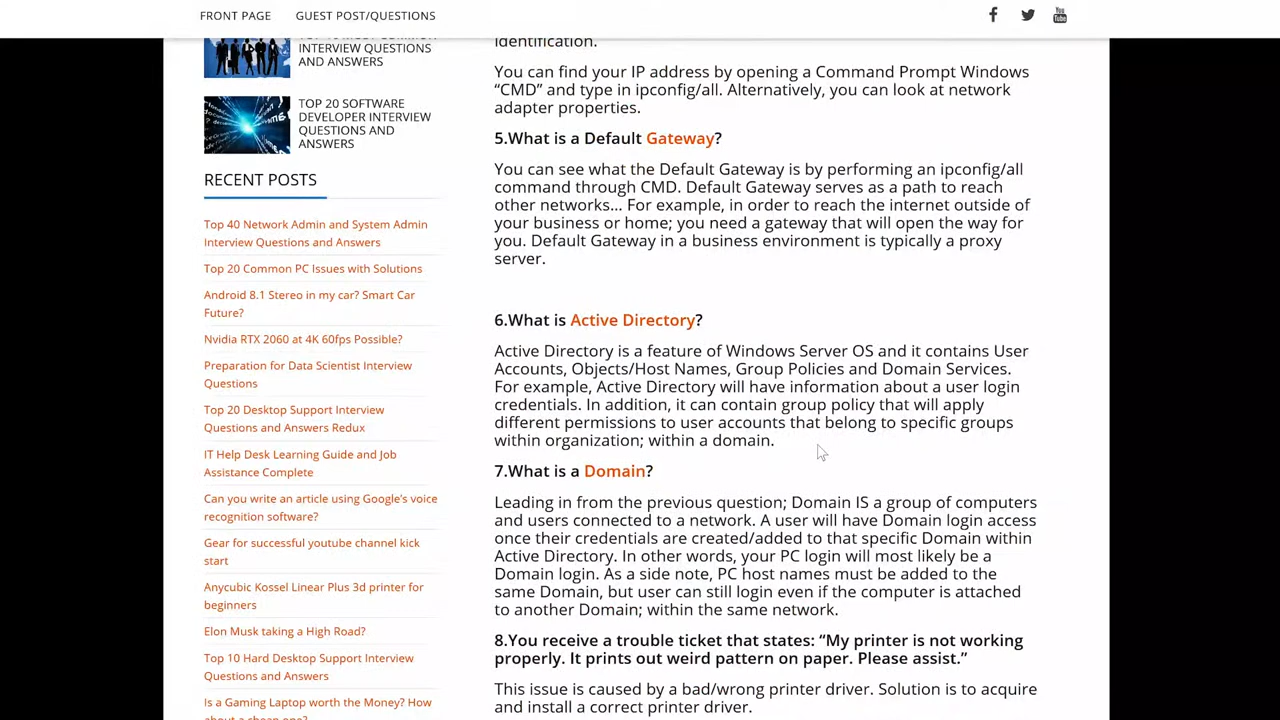 FRONT PAGE
GUEST POST/QUESTIONS
INTERVIEW QUESTIONS
AND ANSWERS
TOP 20 SOFTWARE
DEVELOPER INTERVIEW
QUESTIONS AND
ANSWERS
RECENT POSTS
Top 40 Network Admin and System Admin
Interview Questions and Answers
Top 20 Common PC Issues with Solutions
Android 8.1 Stereo in my car? Smart Car
Future?
Nvidia RTX 2060 at 4K 60fps Possible?
Preparation for Data Scientist Interview
Questions
Top 20 Desktop Support Interview
Questions and Answers Redux
IT Help Desk Learning Guide and Job
Assistance Complete
Can you write an article using Google's voice
recognition software?
Gear for successful youtube channel kick
start
Anycubic Kossel Linear Plus 3d printer for
beginners
Elon Musk taking a High Road?
Top 10 Hard Desktop Support Interview
Questions and Answers
Is a Gaming Laptop worth the Money? How
identification.
You can find your IP address by opening a Command Prompt Windows
“CMD” and type in ipconfig/all. Alternatively, you can look at network
adapter properties.
5.What is a Default Gateway?
You can see what the Default Gateway is by performing an ipconfig/all
command through CMD. Default Gateway serves as a path to reach
other networks… For example, in order to reach the internet outside of
your business or home; you need a gateway that will open the way for
you. Default Gateway in a business environment is typically a proxy
server.
6.What is Active Directory?
Active Directory is a feature of Windows Server OS and it contains User
Accounts, Objects/Host Names, Group Policies and Domain Services.
For example, Active Directory will have information about a user login
credentials. In addition, it can contain group policy that will apply
different permissions to user accounts that belong to specific groups
within organization; within a domain.
7.What is a Domain?
Leading in from the previous question; Domain IS a group of computers
and users connected to a network. A user will have Domain login access
once their credentials are created/added to that specific Domain within
Active Directory. In other words, your PC login will most likely be a
Domain login. As a side note, PC host names must be added to the
same Domain, but user can still login even if the computer is attached
to another Domain; within the same network.
8.You receive a trouble ticket that states: “My printer is not working
properly. It prints out weird pattern on paper. Please assist.”
This issue is caused by a bad/wrong printer driver. Solution is to acquire
and install a correct printer driver.